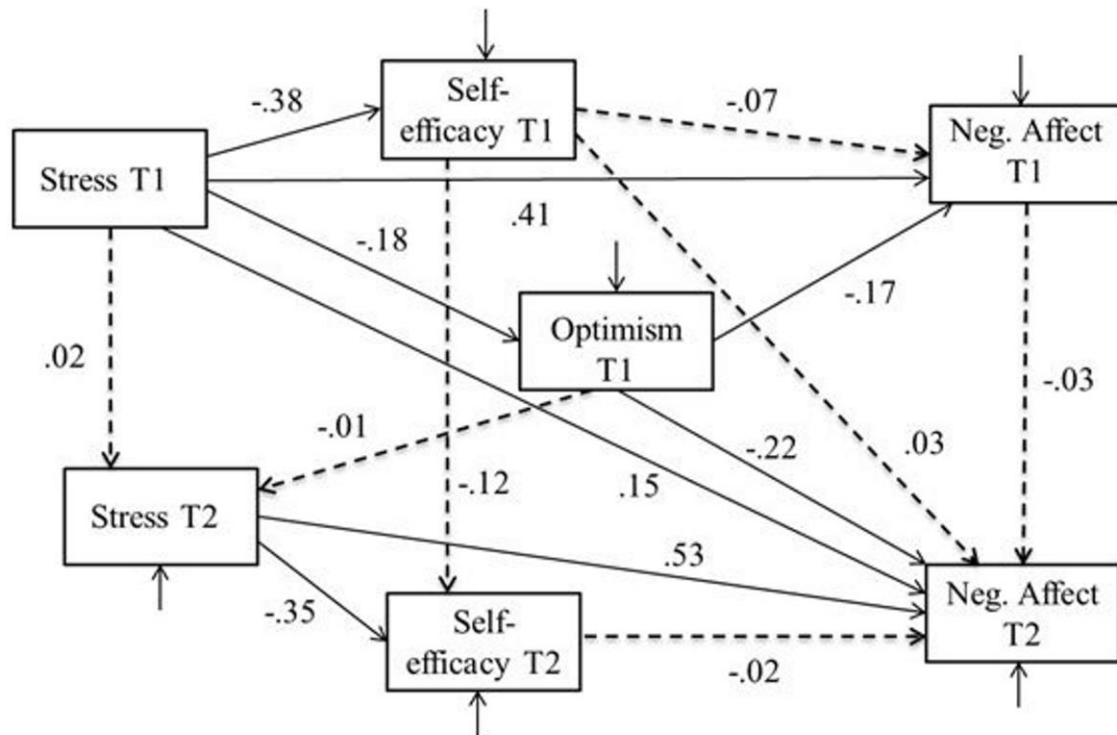 Self-
efficacy T1
-.38
-.07
Neg. Affect
T1
Stress T1
.41
-.18
Optimism
T1
-.17
.02
-.03
-.01
-.22
.03
-.12
.15
Stress T2
.53
Neg. Affect
T2
-.35
Self-
efficacy T2
-.02